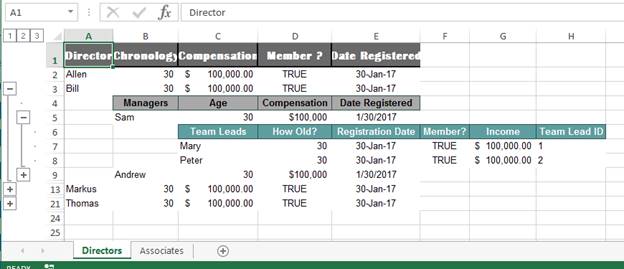 A1 fx Director
1 2 3 A B C D E F G H
1 Director Chronology Compensation Member ? Date Registered
2 Allen 30 $ 100,000.00 TRUE 30-Jan-17
3 Bill 30 $ 100,000.00 TRUE 30-Jan-17
4 Managers Age Compensation Date Registered
5 Sam 30 $100,000 1/30/2017
6 Team Leads How Old? Registration Date Member? Income Team Lead ID
7 Mary 30 30-Jan-17 TRUE $ 100,000.00 1
8 Peter 30 30-Jan-17 TRUE $ 100,000.00 2
9 Andrew 30 $100,000 1/30/2017
13 Markus 30 $ 100,000.00 TRUE 30-Jan-17
21 Thomas 30 $ 100,000.00 TRUE 30-Jan-17
24
25
Directors Associates
READY